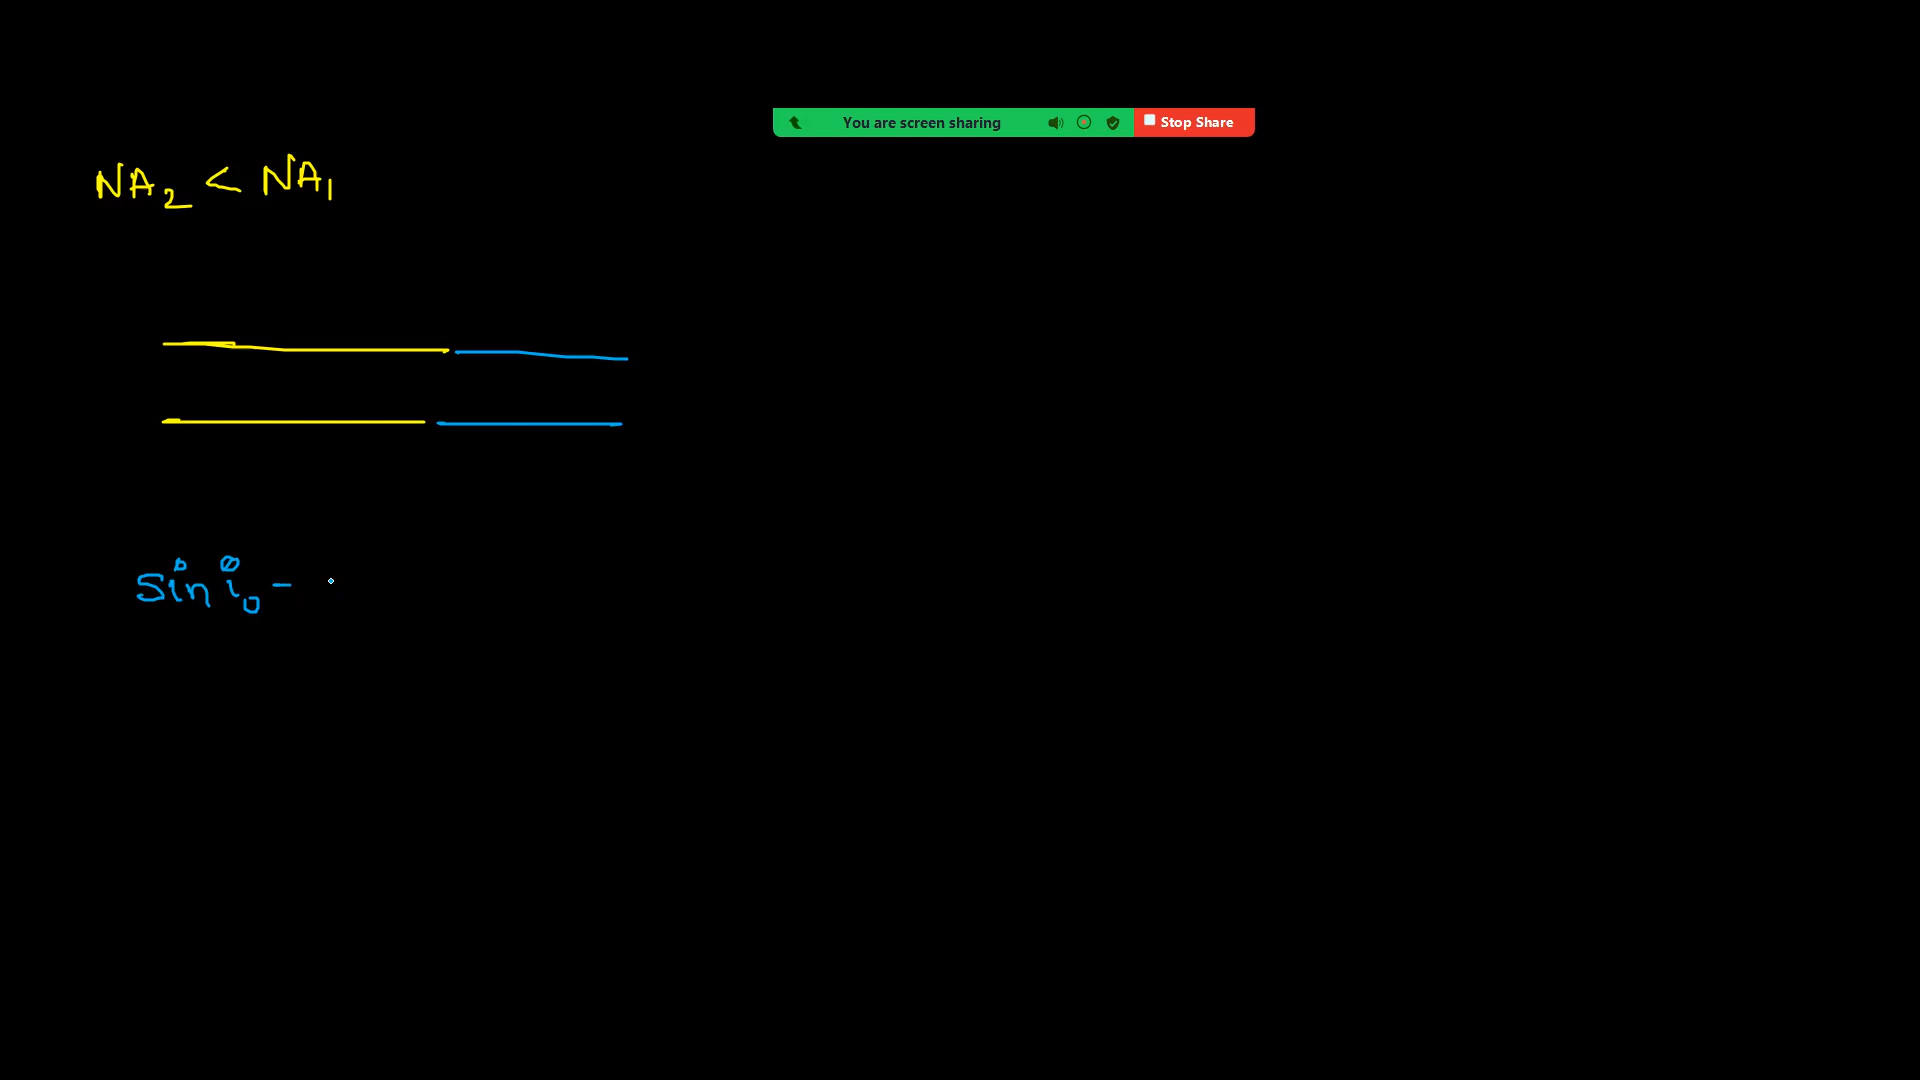 You are screen sharing Stop Share
NA₂ < NA₁
Sin i₀ -